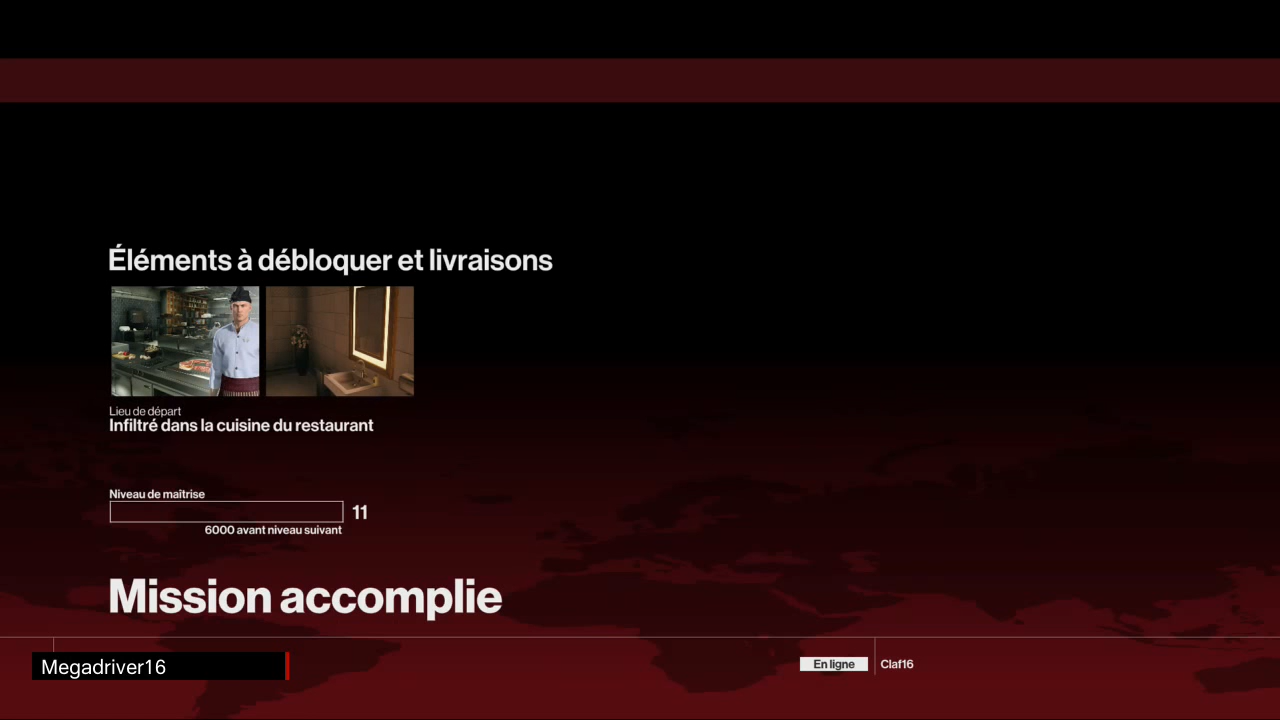 Éléments à débloquer et livraisons
Lieu de départ
Infiltré dans la cuisine du restaurant
Niveau de maîtrise
11
6000 avant niveau suivant
Mission accomplie
Megadriver16
En ligne
Claf16